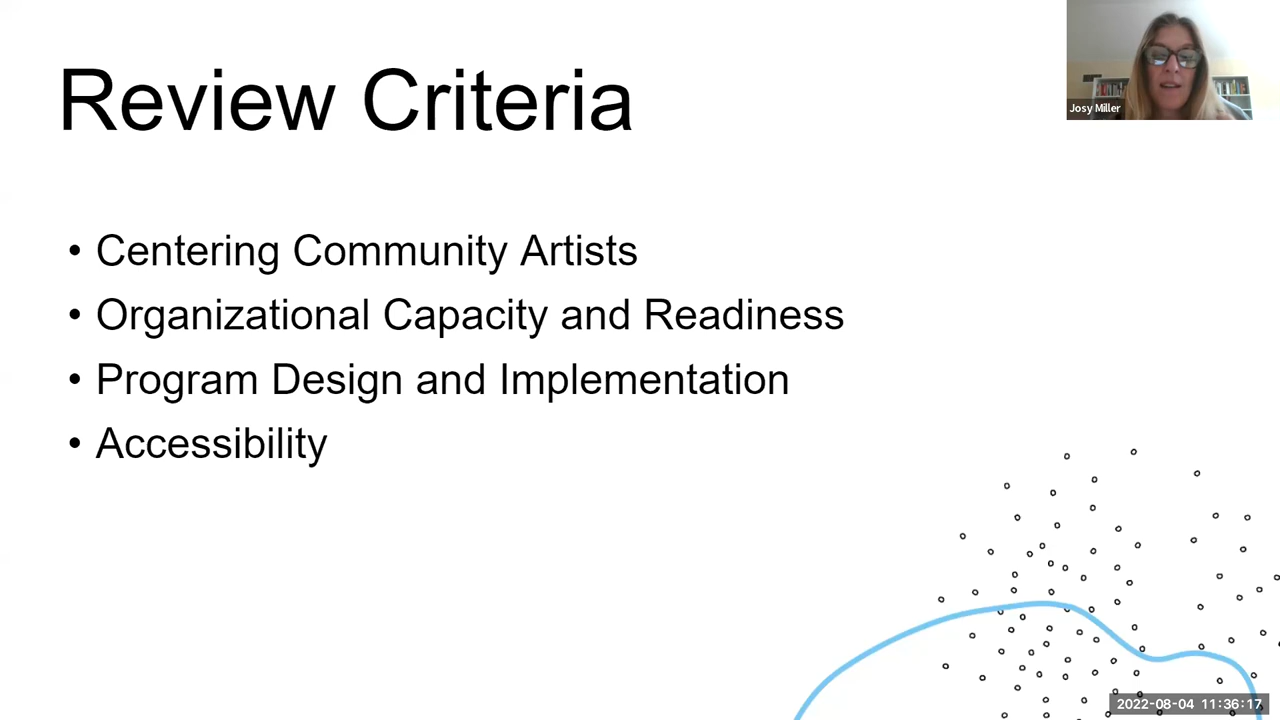 Review Criteria
Josy Miller
• Centering Community Artists
• Organizational Capacity and Readiness
• Program Design and Implementation
• Accessibility
2022-08-04 11:36:17